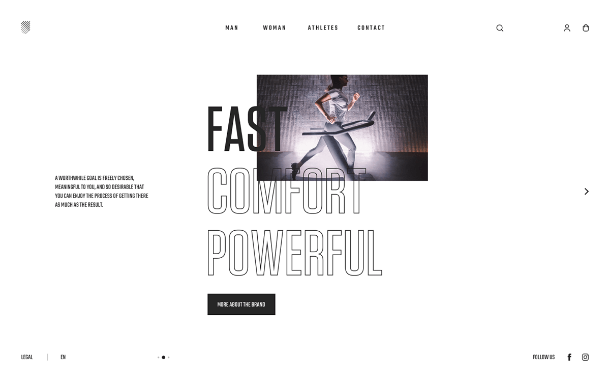 MAN
WOMAN
ATHLETES
CONTACT
FAST
COMFORT
POWERFUL
A WORTHWHILE GOAL IS FREELY CHOSEN,
MEANINGFUL TO YOU, AND SO DESIRABLE THAT
YOU CAN ENJOY THE PROCESS OF GETTING THERE
AS MUCH AS THE RESULT.
MORE ABOUT THE BRAND
LEGAL
EN
FOLLOW US